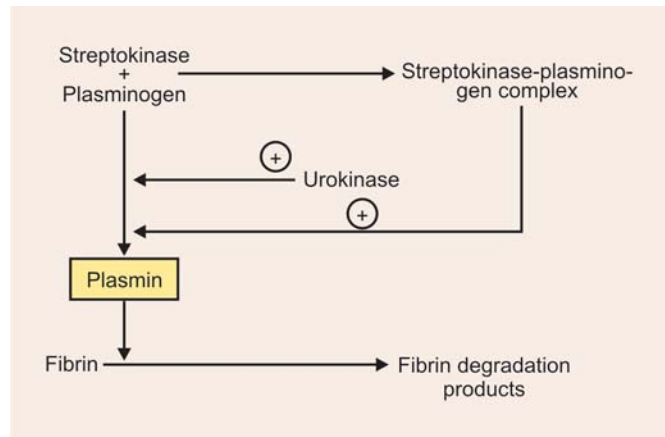 Streptokinase
+
Plasminogen
Streptokinase-plasmino-
gen complex
+
Urokinase
+
Plasmin
Fibrin
Fibrin degradation
products